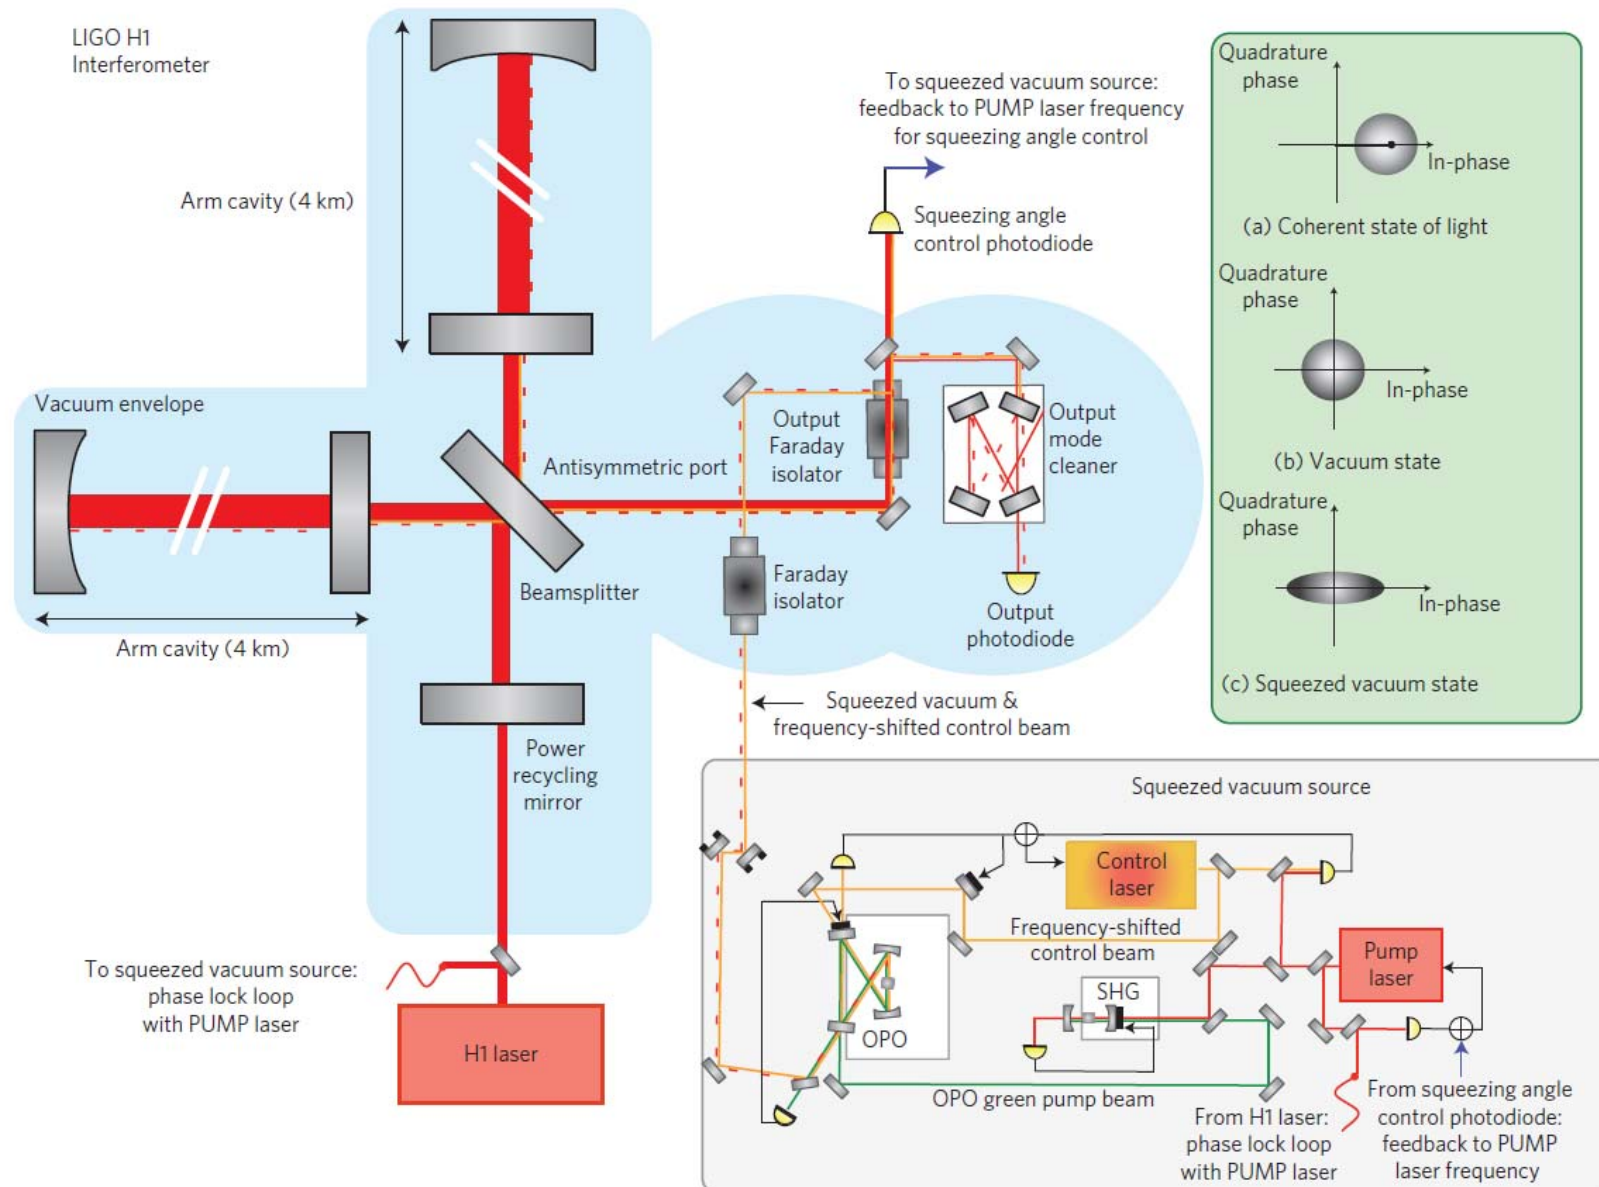 LIGO H1
Interferometer
Arm cavity (4 km)
Vacuum envelope
Arm cavity (4 km)
Antisymmetric port
Beamsplitter
Power
recycling
mirror
To squeezed vacuum source:
phase lock loop
with PUMP laser
H1 laser
To squeezed vacuum source:
feedback to PUMP laser frequency
for squeezing angle control
Squeezing angle
control photodiode
Output
Faraday
isolator
Output
mode
cleaner
Faraday
isolator
Output
photodiode
Squeezed vacuum &
frequency-shifted control beam
Quadrature
phase
In-phase
(a) Coherent state of light
Quadrature
phase
In-phase
(b) Vacuum state
Quadrature
phase
In-phase
(c) Squeezed vacuum state
Squeezed vacuum source
Control
laser
Frequency-shifted
control beam
Pump
laser
SHG
OPO
OPO green pump beam
From H1 laser:
phase lock loop
with PUMP laser
From squeezing angle
control photodiode:
feedback to PUMP
laser frequency